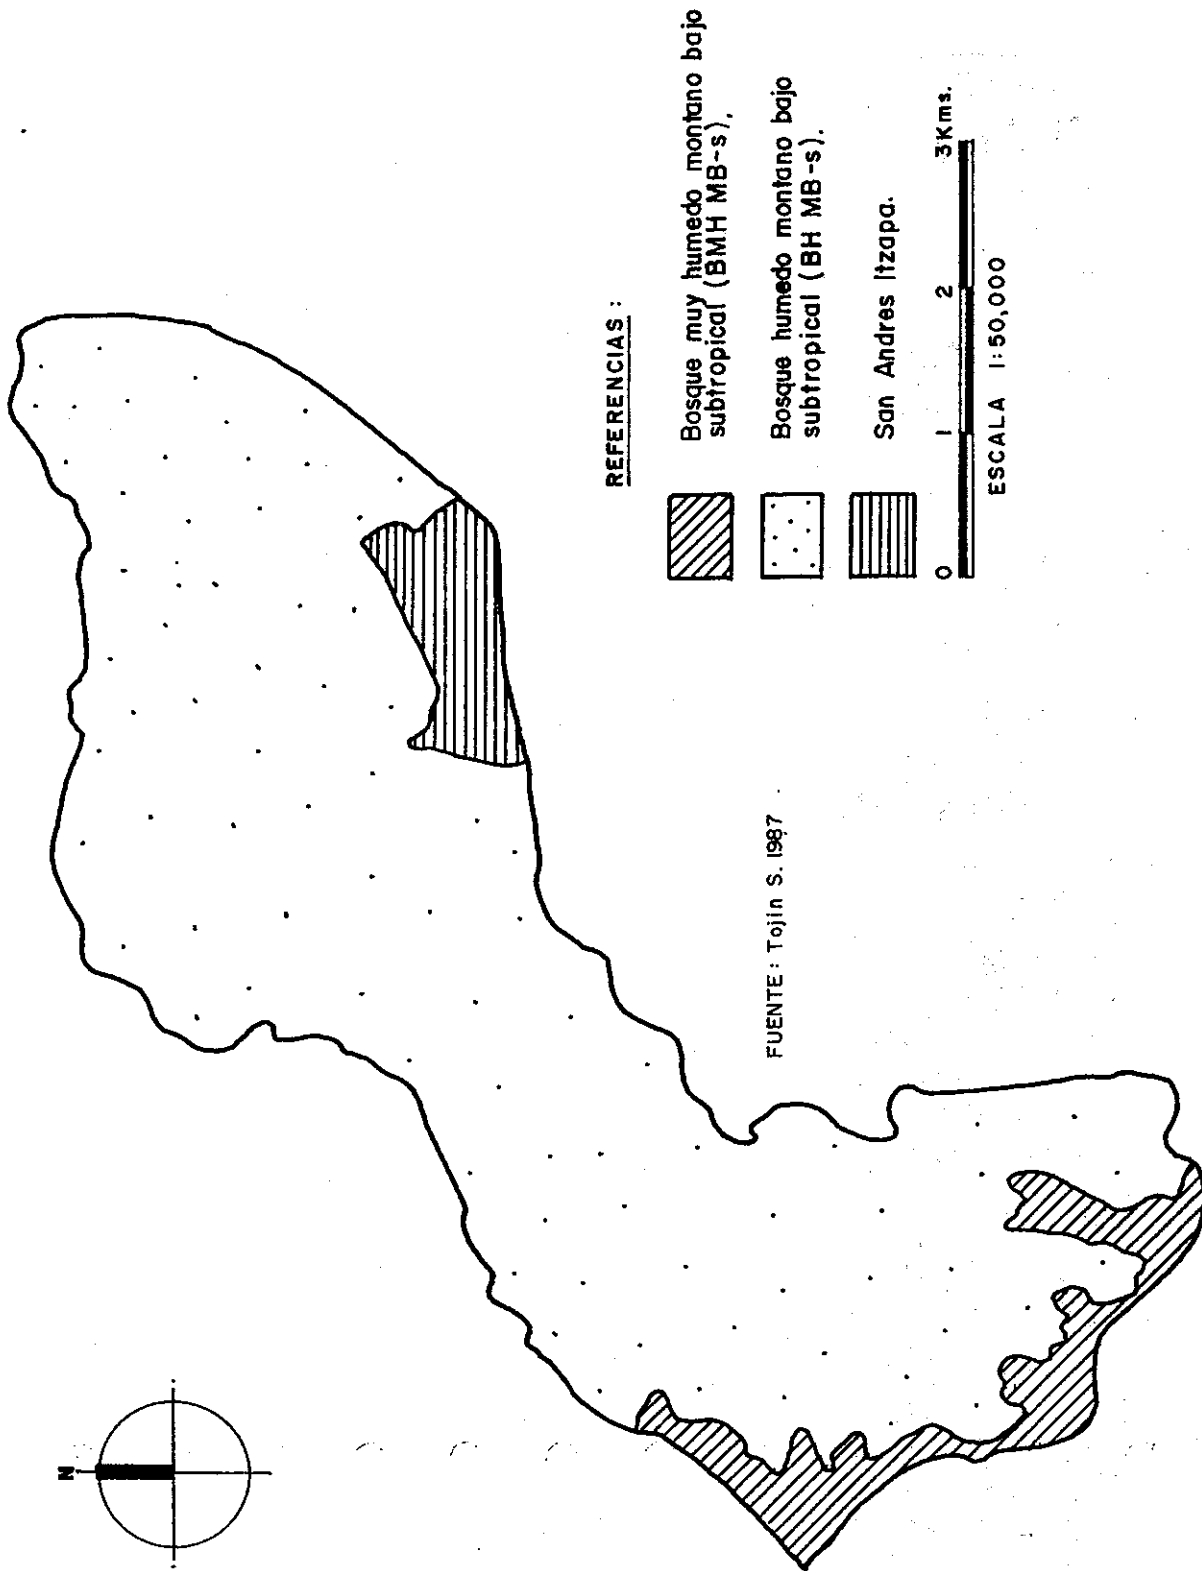 N
REFERENCIAS :
Bosque muy humedo montano bajo
subtropical (BMH MB-s).
Bosque humedo montano bajo
subtropical (BH MB-s).
San Andres Itzapa.
0 1 2 3Kms.
ESCALA 1:50,000
FUENTE: Tojin S. 1987